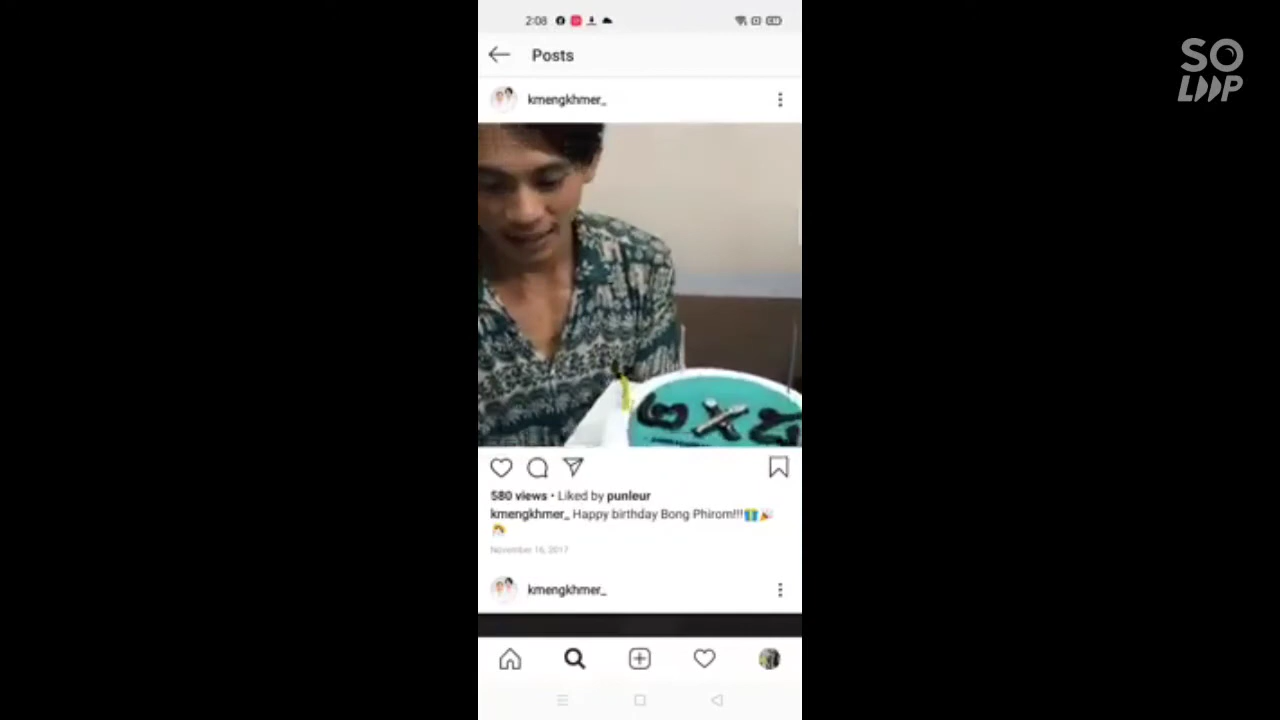 2:08
SO
LOOP
Posts
kmengkhmer_
580 views • Liked by punleur
kmengkhmer_ Happy birthday Bong Phirom!!!🎁🎉
November 16, 2017
kmengkhmer_